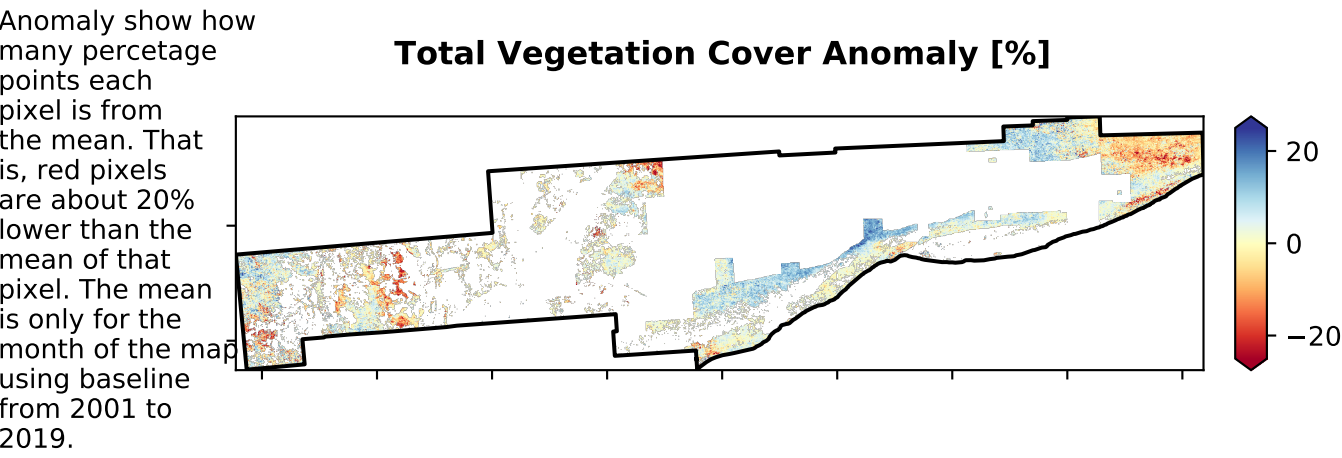 Anomaly show how
many percetage
points each
pixel is from
the mean. That
is, red pixels
are about 20%
lower than the
mean of that
pixel. The mean
is only for the
month of the map
using baseline
from 2001 to
2019.
Total Vegetation Cover Anomaly [%]
20
0
−20